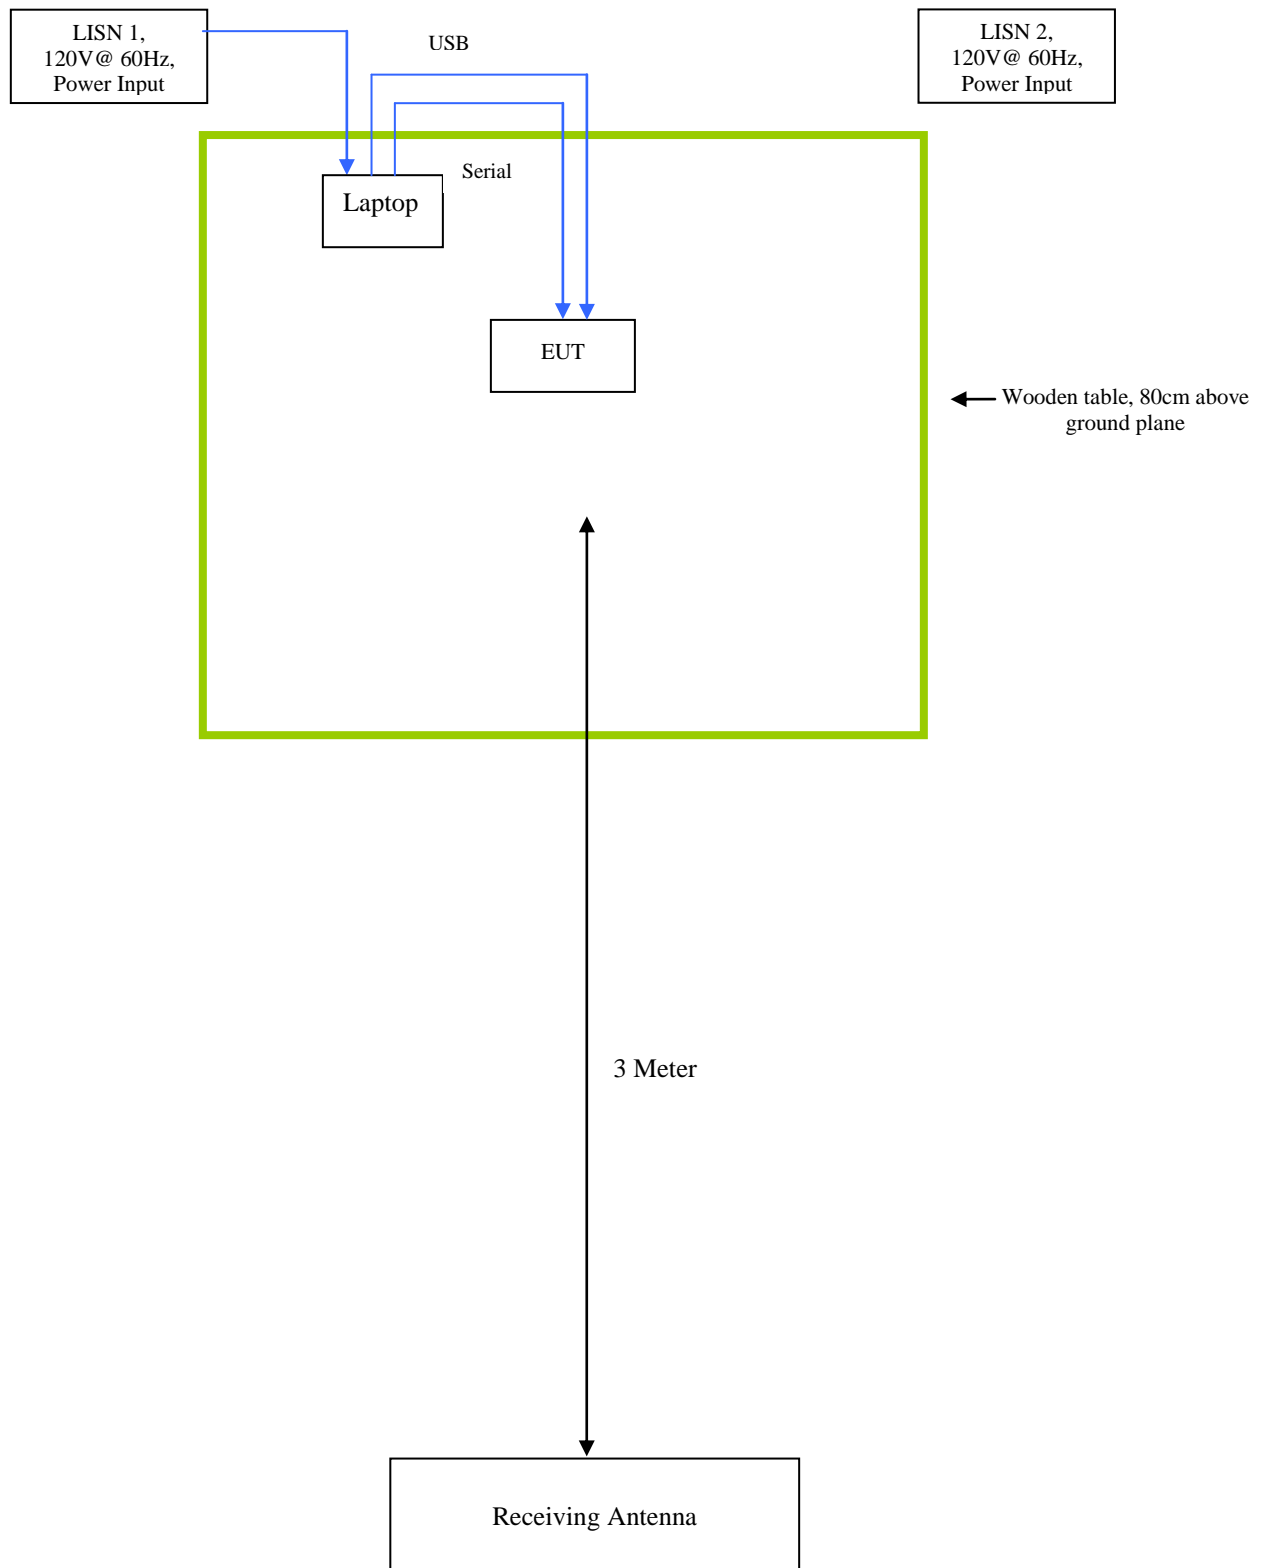 LISN 1,
120V@ 60Hz,
Power Input
USB
LISN 2,
120V@ 60Hz,
Power Input
Serial
Laptop
EUT
Wooden table, 80cm above
ground plane
3 Meter
Receiving Antenna